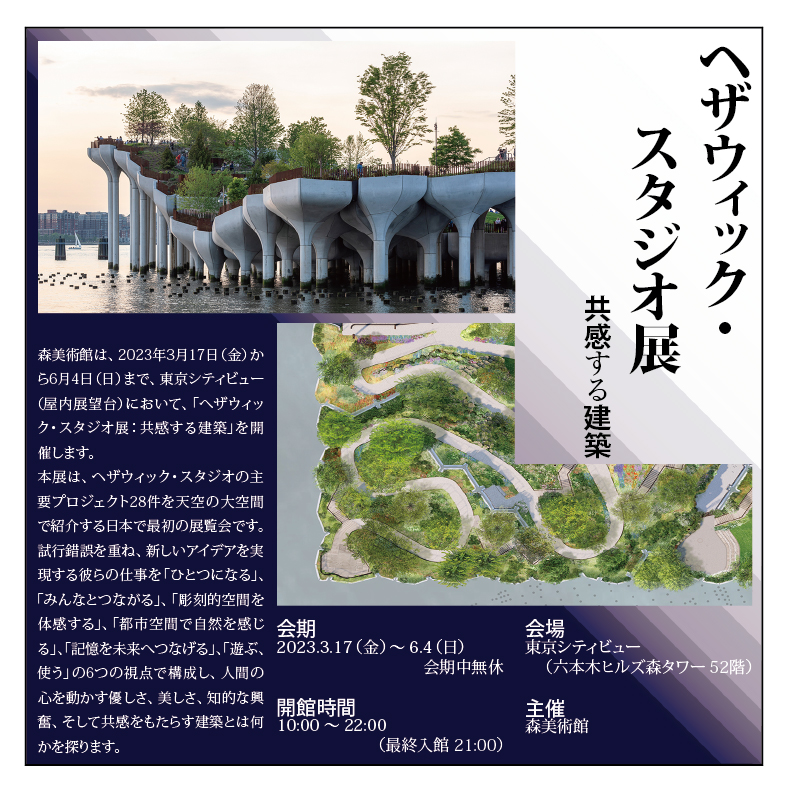 ヘザウィック・
スタジオ展
共感する建築
森美術館は、2023年3月17日（金）か
ら6月4日（日）まで、東京シティビュー
（屋内展望台）において、「ヘザウィッ
ク・スタジオ展：共感する建築」を開
催します。
本展は、ヘザウィック・スタジオの主
要プロジェクト28件を天空の大空間
で紹介する日本で最初の展覧会です。
試行錯誤を重ね、新しいアイデアを実
現する彼らの仕事を「ひとつになる」、
「みんなとつながる」、「彫刻的空間を
体感する」、「都市空間で自然を感じ
る」、「記憶を未来へつなげる」、「遊ぶ、
使う」の6つの視点で構成し、人間の
心を動かす優しさ、美しさ、知的な興
奮、そして共感をもたらす建築とは何
かを探ります。
会期
2023.3.17（金）～ 6.4（日）
会期中無休
開館時間
10:00 ～ 22:00
（最終入館 21:00）
会場
東京シティビュー
（六本木ヒルズ森タワー 52階）
主催
森美術館